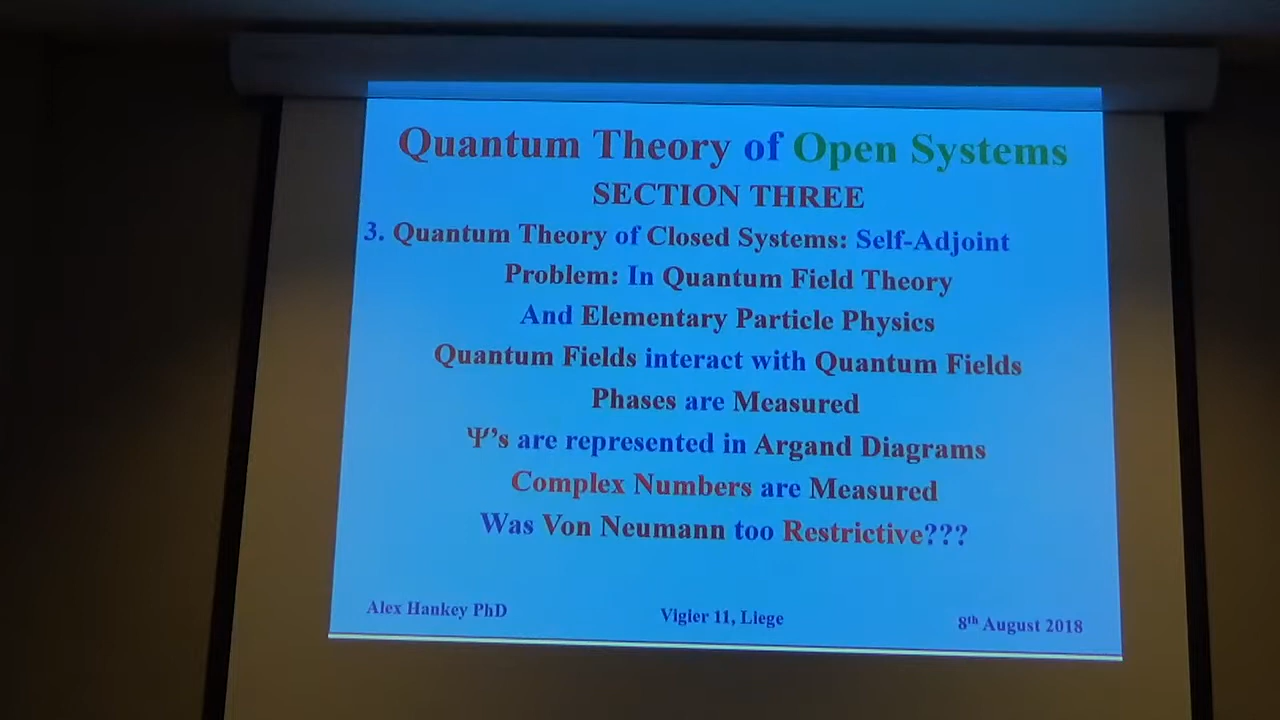 Quantum Theory of Open Systems
SECTION THREE
3. Quantum Theory of Closed Systems: Self-Adjoint
Problem: In Quantum Field Theory
And Elementary Particle Physics
Quantum Fields interact with Quantum Fields
Phases are Measured
Ψ’s are represented in Argand Diagrams
Complex Numbers are Measured
Was Von Neumann too Restrictive???
Alex Hankey PhD
Vigier 11, Liege
8th August 2018